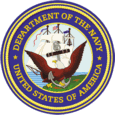 DEPARTMENT OF THE NAVY
UNITED STATES OF AMERICA